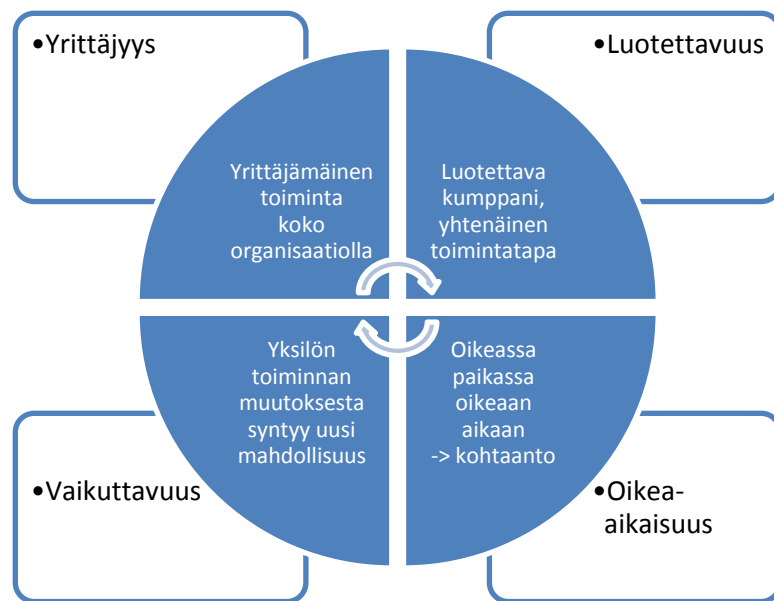 •Yrittäjyys
•Luotettavuus
Yrittäjämäinen
toiminta
koko
organisaatiolla
Luotettava
kumppani,
yhtenäinen
toimintatapa
Yksilön
toiminnan
muutoksesta
syntyy uusi
mahdollisuus
Oikeassa
paikassa
oikeaan
aikaan
-> kohtaanto
•Vaikuttavuus
•Oikea-
aikaisuus